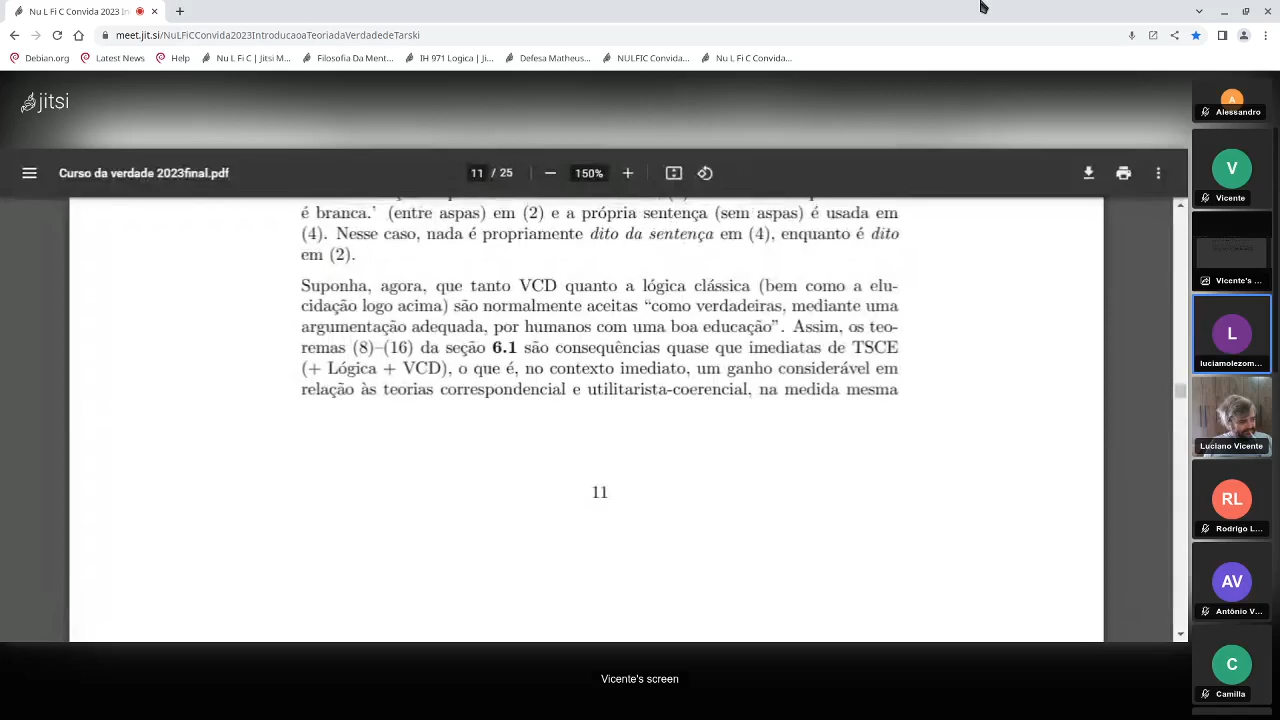 Nu L Fi C Convida 2023 In
meet.jit.si/NuLFiCConvida2023IntroducaoaTeoriadaVerdadedeTarski
Debian.org
Latest News
Help
Nu L Fi C | Jitsi M...
Filosofia Da Ment...
IH 971 Logica | Ji...
Defesa Matheus...
NULFIC Convida...
Nu L Fi C Convida...
jitsi
Curso da verdade 2023final.pdf
11 / 25
150%
é branca.' (entre aspas) em (2) e a própria sentença (sem aspas) é usada em
(4). Nesse caso, nada é propriamente dito da sentença em (4), enquanto é dito
em (2).
Suponha, agora, que tanto VCD quanto a lógica clássica (bem como a elu-
cidação logo acima) são normalmente aceitas “como verdadeiras, mediante uma
argumentação adequada, por humanos com uma boa educação”. Assim, os teo-
remas (8)–(16) da seção 6.1 são consequências quase que imediatas de TSCE
(+ Lógica + VCD), o que é, no contexto imediato, um ganho considerável em
relação às teorias correspondencial e utilitarista-coerencial, na medida mesma
11
Vicente's screen
A
Alessandro
V
Vicente
Vicente's ...
L
luciamolezom...
Luciano Vicente
RL
Rodrigo L...
AV
Antônio V...
C
Camilla